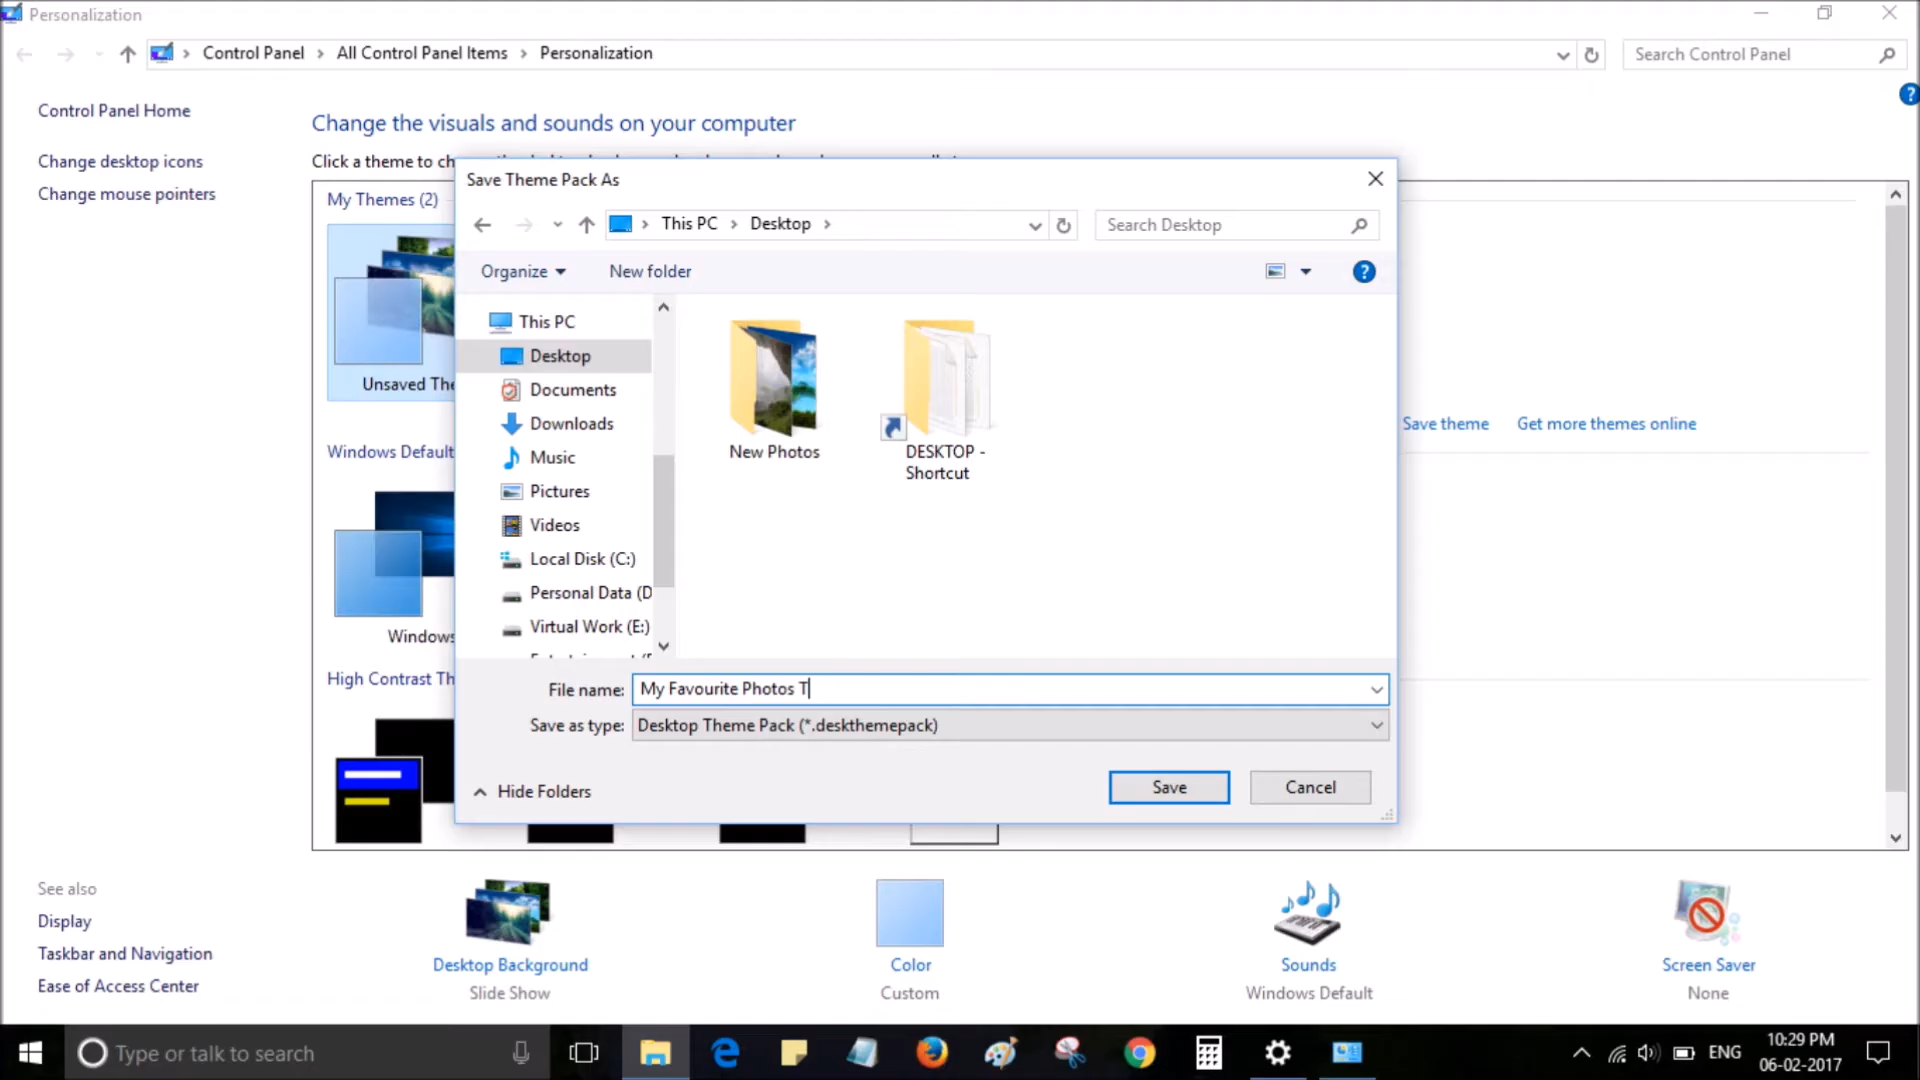 Personalization
Control Panel > All Control Panel Items > Personalization
Search Control Panel
Control Panel Home
Change desktop icons
Change mouse pointers
Change the visuals and sounds on your computer
Click a theme to ch
My Themes (2)
Unsaved The
Windows Default
Windows
High Contrast Th
Save theme
Get more themes online
Save Theme Pack As
This PC > Desktop >
Search Desktop
Organize
New folder
This PC
Desktop
Documents
Downloads
Music
Pictures
Videos
Local Disk (C:)
Personal Data (D
Virtual Work (E:)
New Photos
DESKTOP -
Shortcut
File name: My Favourite Photos T
Save as type: Desktop Theme Pack (*.deskthemepack)
Hide Folders
Save
Cancel
See also
Display
Taskbar and Navigation
Ease of Access Center
Desktop Background
Slide Show
Color
Custom
Sounds
Windows Default
Screen Saver
None
Type or talk to search
ENG
10:29 PM
06-02-2017